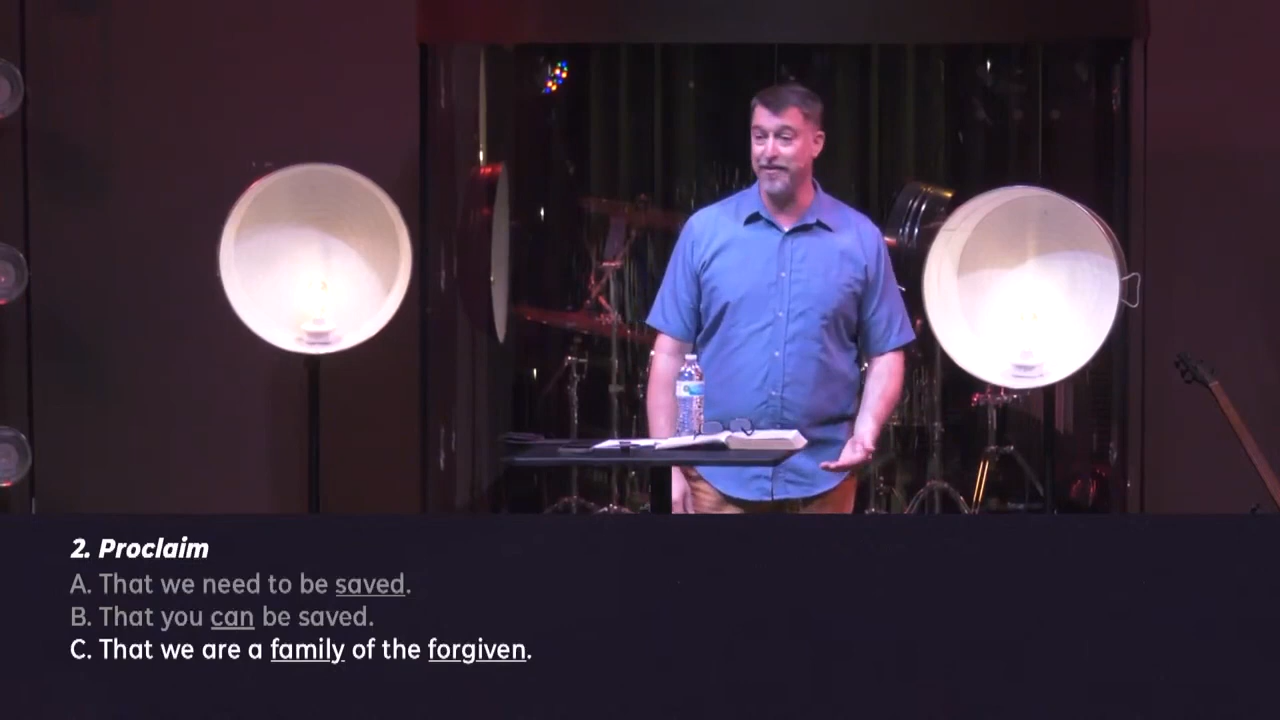 2. Proclaim
A. That we need to be saved.
B. That you can be saved.
C. That we are a family of the forgiven.